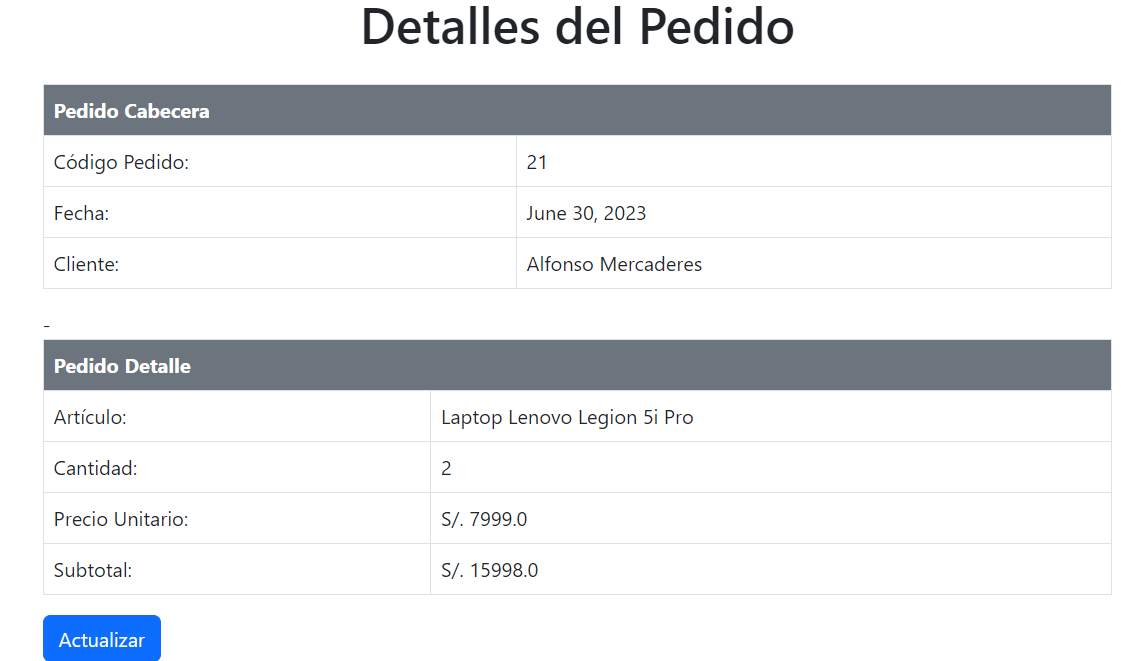 Detalles del Pedido
Pedido Cabecera
Código Pedido: 21
Fecha: June 30, 2023
Cliente: Alfonso Mercaderes
-
Pedido Detalle
Artículo: Laptop Lenovo Legion 5i Pro
Cantidad: 2
Precio Unitario: S/. 7999.0
Subtotal: S/. 15998.0
Actualizar